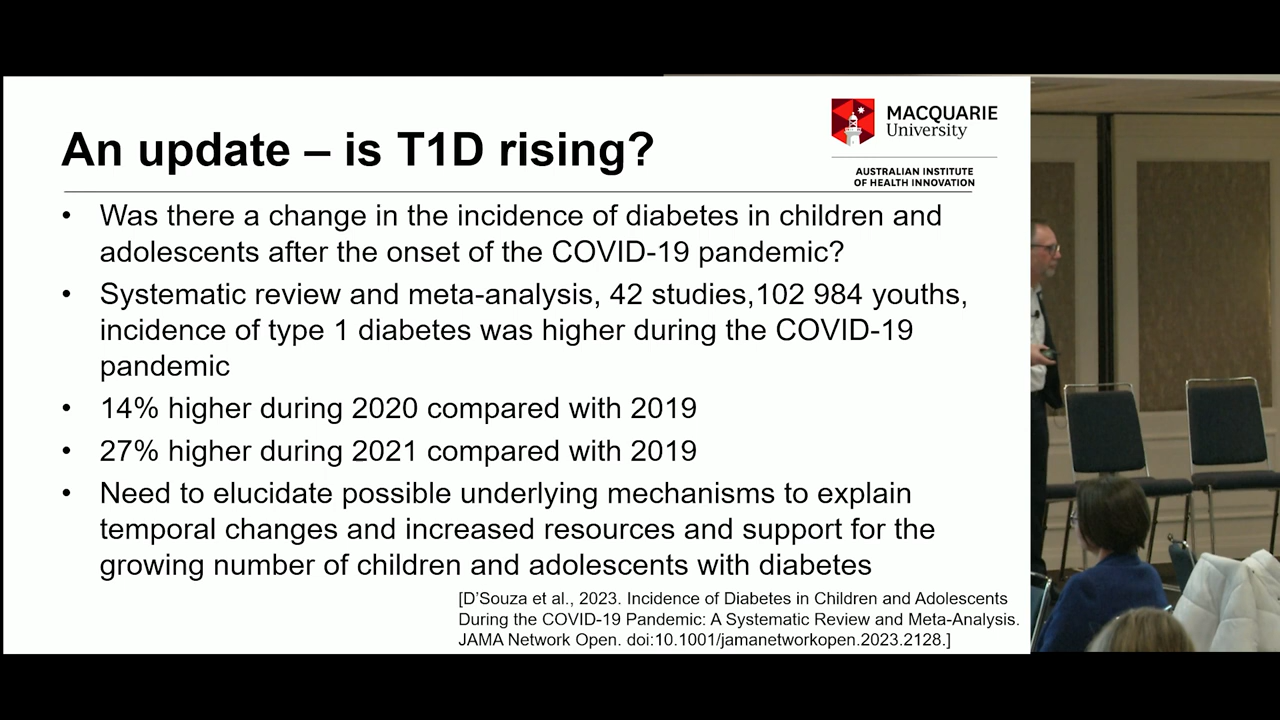 MACQUARIE
University
AUSTRALIAN INSTITUTE
OF HEALTH INNOVATION
An update – is T1D rising?
• Was there a change in the incidence of diabetes in children and
adolescents after the onset of the COVID-19 pandemic?
• Systematic review and meta-analysis, 42 studies,102 984 youths,
incidence of type 1 diabetes was higher during the COVID-19
pandemic
• 14% higher during 2020 compared with 2019
• 27% higher during 2021 compared with 2019
• Need to elucidate possible underlying mechanisms to explain
temporal changes and increased resources and support for the
growing number of children and adolescents with diabetes
[D'Souza et al., 2023. Incidence of Diabetes in Children and Adolescents
During the COVID-19 Pandemic: A Systematic Review and Meta-Analysis.
JAMA Network Open. doi:10.1001/jamanetworkopen.2023.2128.]